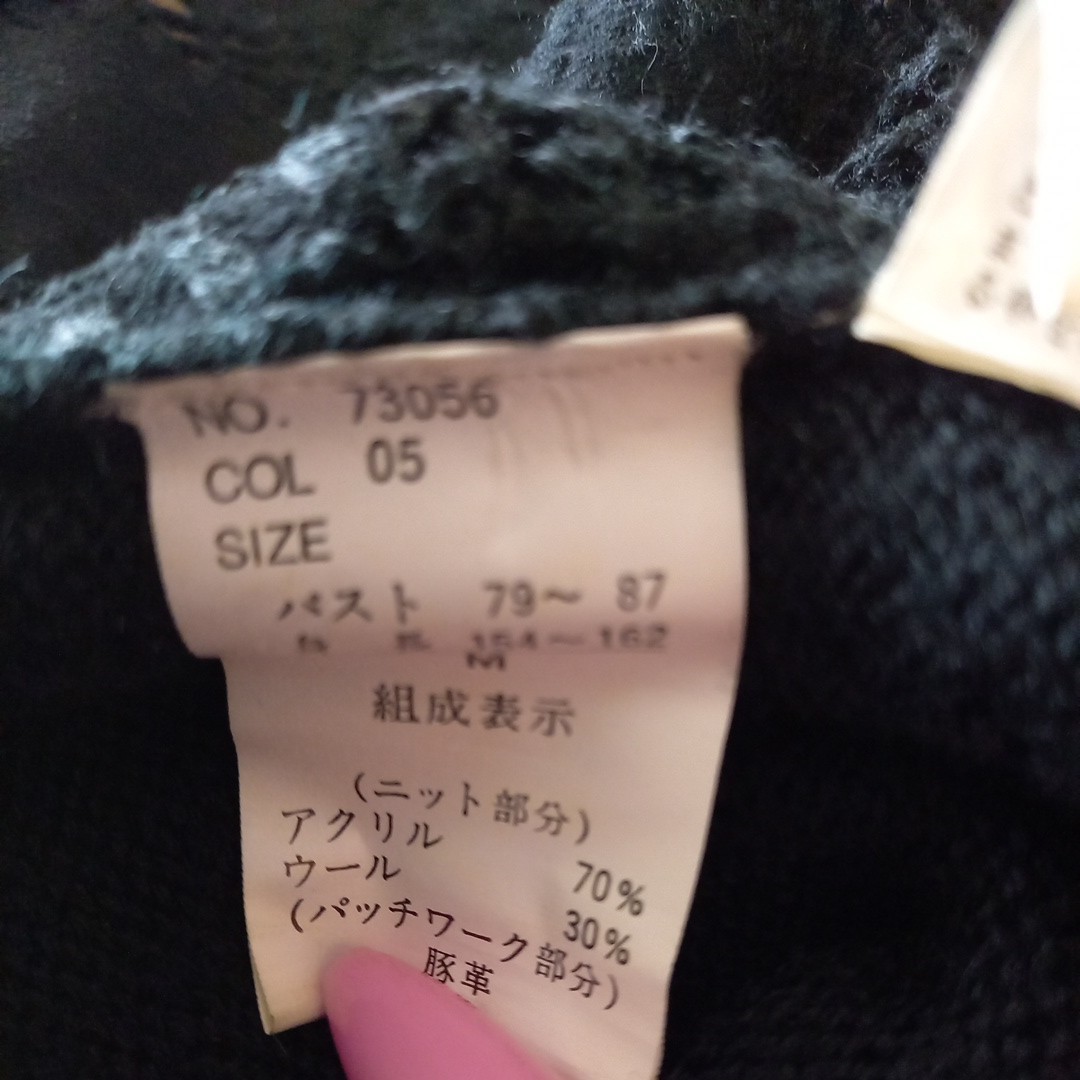 NO. 73056
COL 05
SIZE
バスト 79～ 87
154～162
M
組成表示
(ニット部分)
アクリル 70%
ウール 30%
(パッチワーク部分)
豚革